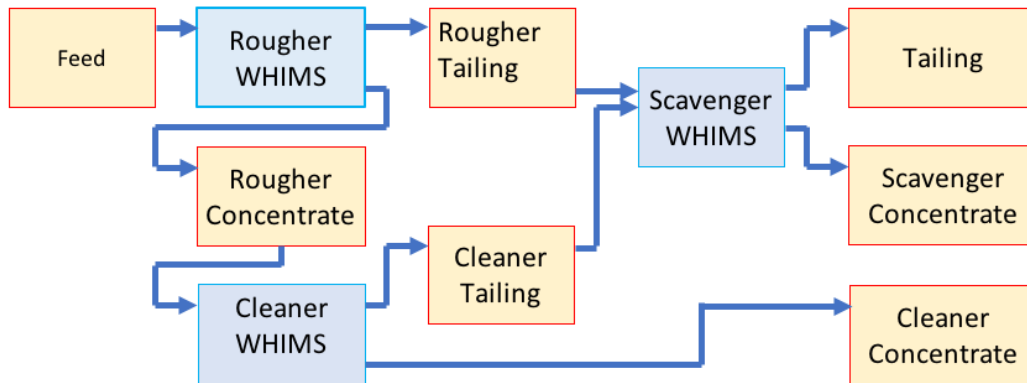 Feed
Rougher
WHIMS
Rougher
Tailing
Scavenger
WHIMS
Tailing
Rougher
Concentrate
Scavenger
Concentrate
Cleaner
WHIMS
Cleaner
Tailing
Cleaner
Concentrate